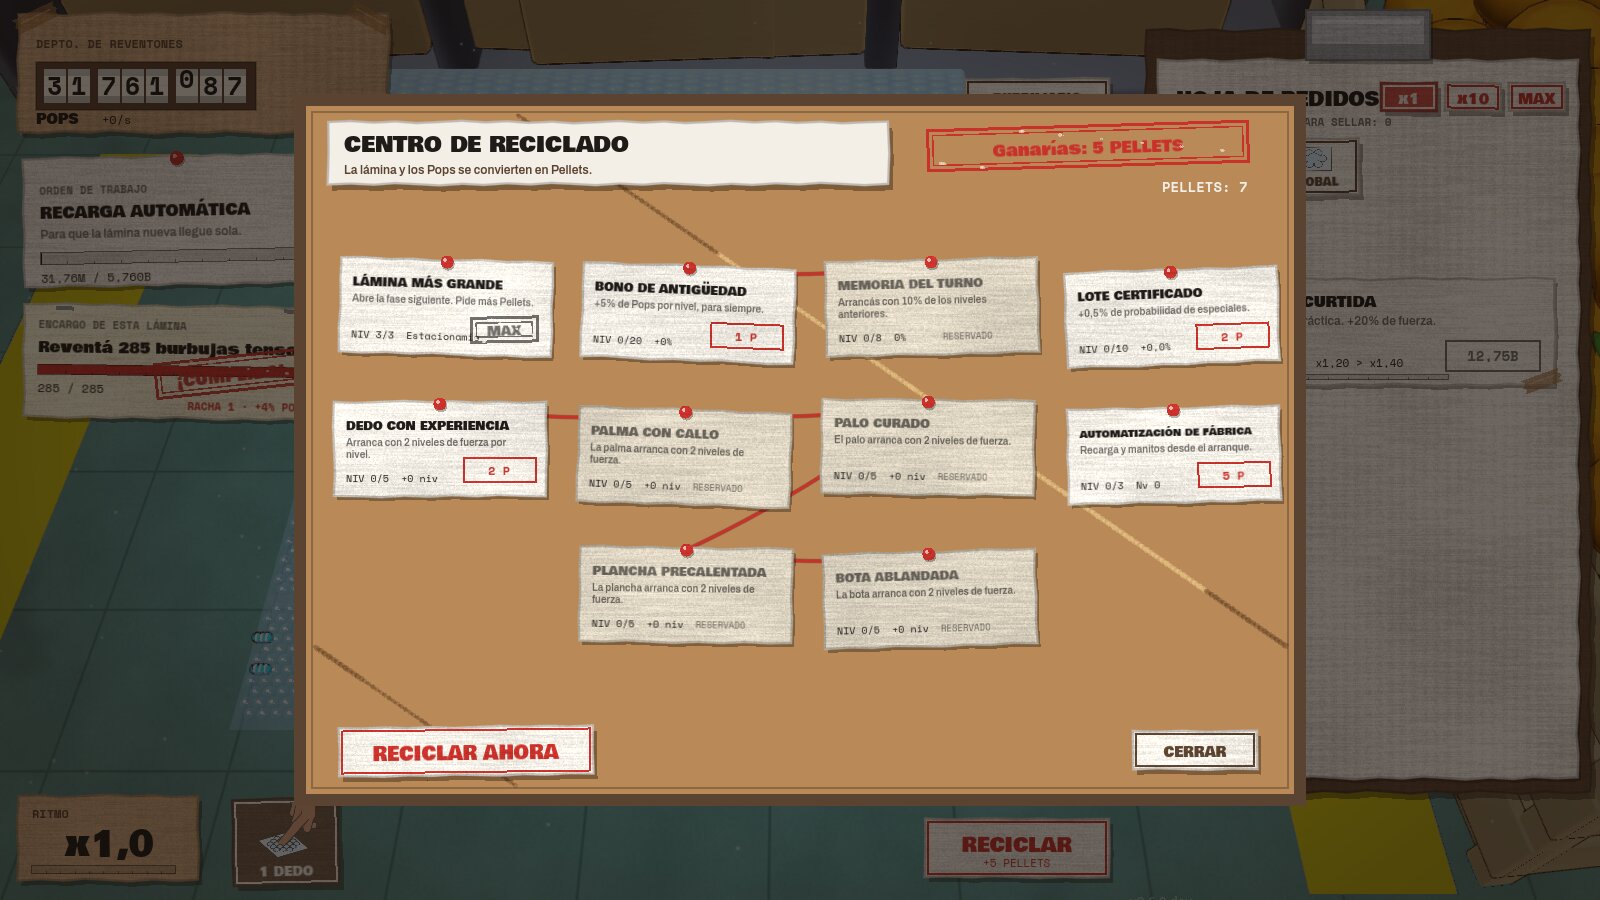 DEPTO. DE REVENTONES
31 761 087
POPS +0/s
ORDEN DE TRABAJO
RECARGA AUTOMÁTICA
Para que la lámina nueva llegue sola.
31,76M / 5,760B
ENCARGO DE ESTA LÁMINA
Reventá 285 burbujas
285 / 285
RACHA 1 · +4%
RITMO
x1,0
1 DEDO
CENTRO DE RECICLADO
La lámina y los Pops se convierten en Pellets.
Ganarías: 5 PELLETS
PELLETS: 7
LÁMINA MÁS GRANDE
Abre la fase siguiente. Pide más Pellets.
NIV 3/3
MAX
BONO DE ANTIGÜEDAD
+5% de Pops por nivel, para siempre.
NIV 0/20 +0%
1 P
MEMORIA DEL TURNO
Arrancás con 10% de los niveles
anteriores.
NIV 0/8 0% RESERVADO
LOTE CERTIFICADO
+0,5% de probabilidad de especiales.
NIV 0/10 +0,0%
2 P
DEDO CON EXPERIENCIA
Arranca con 2 niveles de fuerza por
nivel.
NIV 0/5 +0 niv
2 P
PALMA CON CALLO
La palma arranca con 2 niveles de
fuerza.
NIV 0/5 +0 niv RESERVADO
PALO CURADO
El palo arranca con 2 niveles de fuerza.
NIV 0/5 +0 niv RESERVADO
AUTOMATIZACIÓN DE FÁBRICA
Recarga y manitos desde el arranque.
NIV 0/3 Nv 0
5 P
PLANCHA PRECALENTADA
La plancha arranca con 2 niveles de
fuerza.
NIV 0/5 +0 niv RESERVADO
BOTA ABLANDADA
La bota arranca con 2 niveles de fuerza.
NIV 0/5 +0 niv RESERVADO
RECICLAR AHORA
CERRAR
RECICLAR
+5 PELLETS
HOJA DE PEDIDOS
x1
x10
MAX
SELLAR: 0
CURTIDA
+20% de fuerza.
x1,20 > x1,40
12,75B